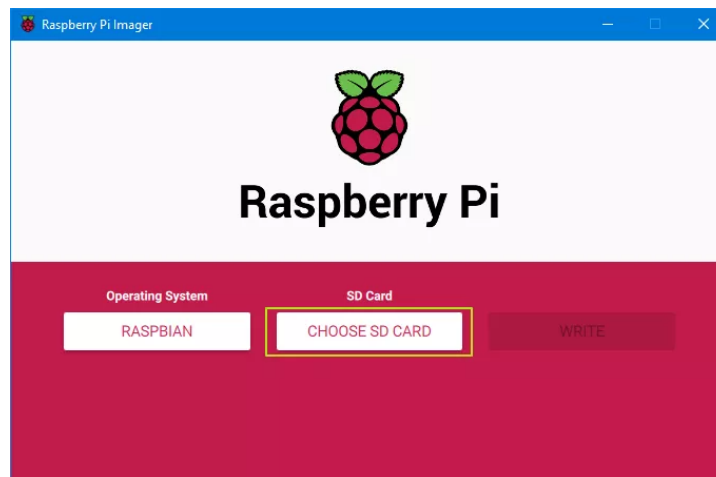 Raspberry Pi Imager
Raspberry Pi
Operating System
SD Card
RASPBIAN
CHOOSE SD CARD
WRITE